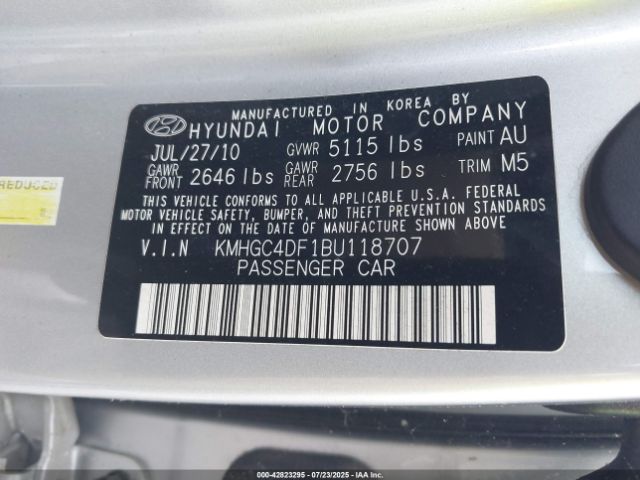 MANUFACTURED IN KOREA BY
HYUNDAI MOTOR COMPANY
JUL/27/10 GVWR 5115 lbs PAINT AU
GAWR FRONT 2646 lbs GAWR REAR 2756 lbs TRIM M5
THIS VEHICLE CONFORMS TO ALL APPLICABLE U.S.A. FEDERAL
MOTOR VEHICLE SAFETY, BUMPER, AND THEFT PREVENTION STANDARDS
IN EFFECT ON THE DATE OF MANUFACTURE SHOWN ABOVE.
V.I.N KMHGC4DF1BU118707
PASSENGER CAR
REDUCED
© - 42823295 - 07/23/2025 - IAAI.COM